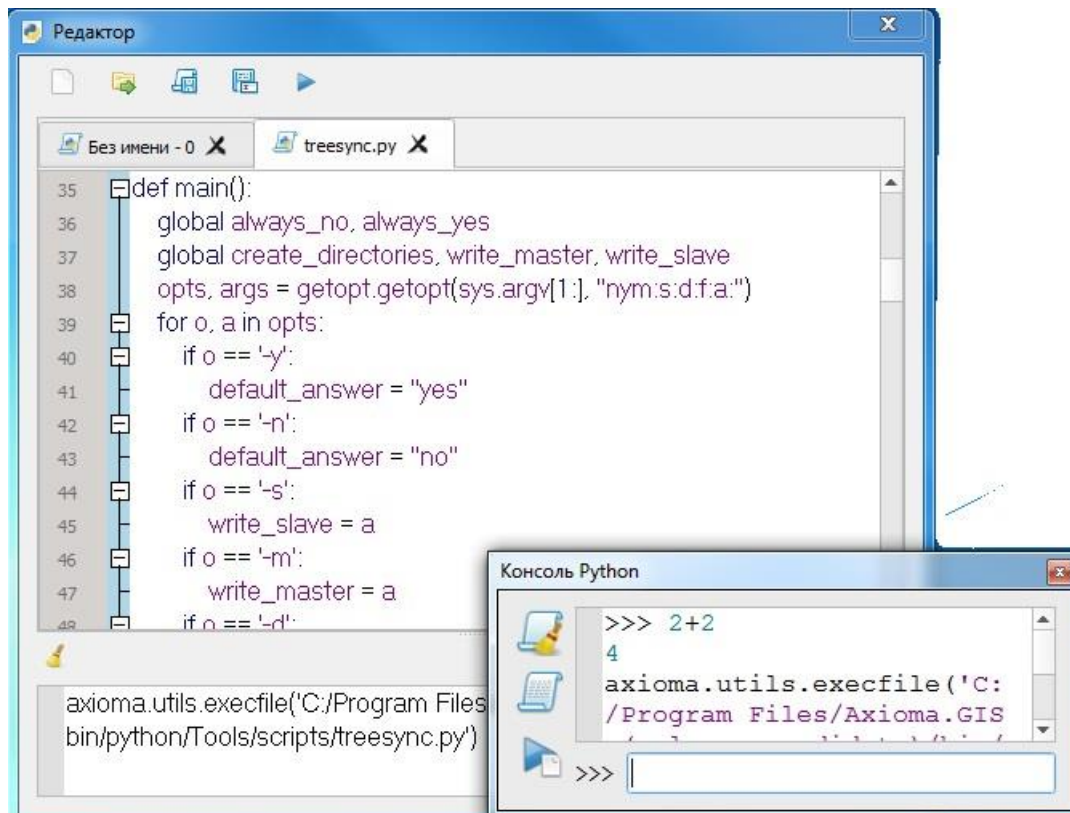 Редактор
Без имени - 0
treesync.py
35 def main():
36 global always_no, always_yes
37 global create_directories, write_master, write_slave
38 opts, args = getopt.getopt(sys.argv[1:], "nym:s:d:f:a:")
39 for o, a in opts:
40 if o == '-y':
41 default_answer = "yes"
42 if o == '-n':
43 default_answer = "no"
44 if o == '-s':
45 write_slave = a
46 if o == '-m':
47 write_master = a
48 if o == '-d':
axioma.utils.execfile('C:/Program Files
bin/python/Tools/scripts/treesync.py')
Консоль Python
>>> 2+2
4
axioma.utils.execfile('C:
/Program Files/Axioma.GIS
>>>